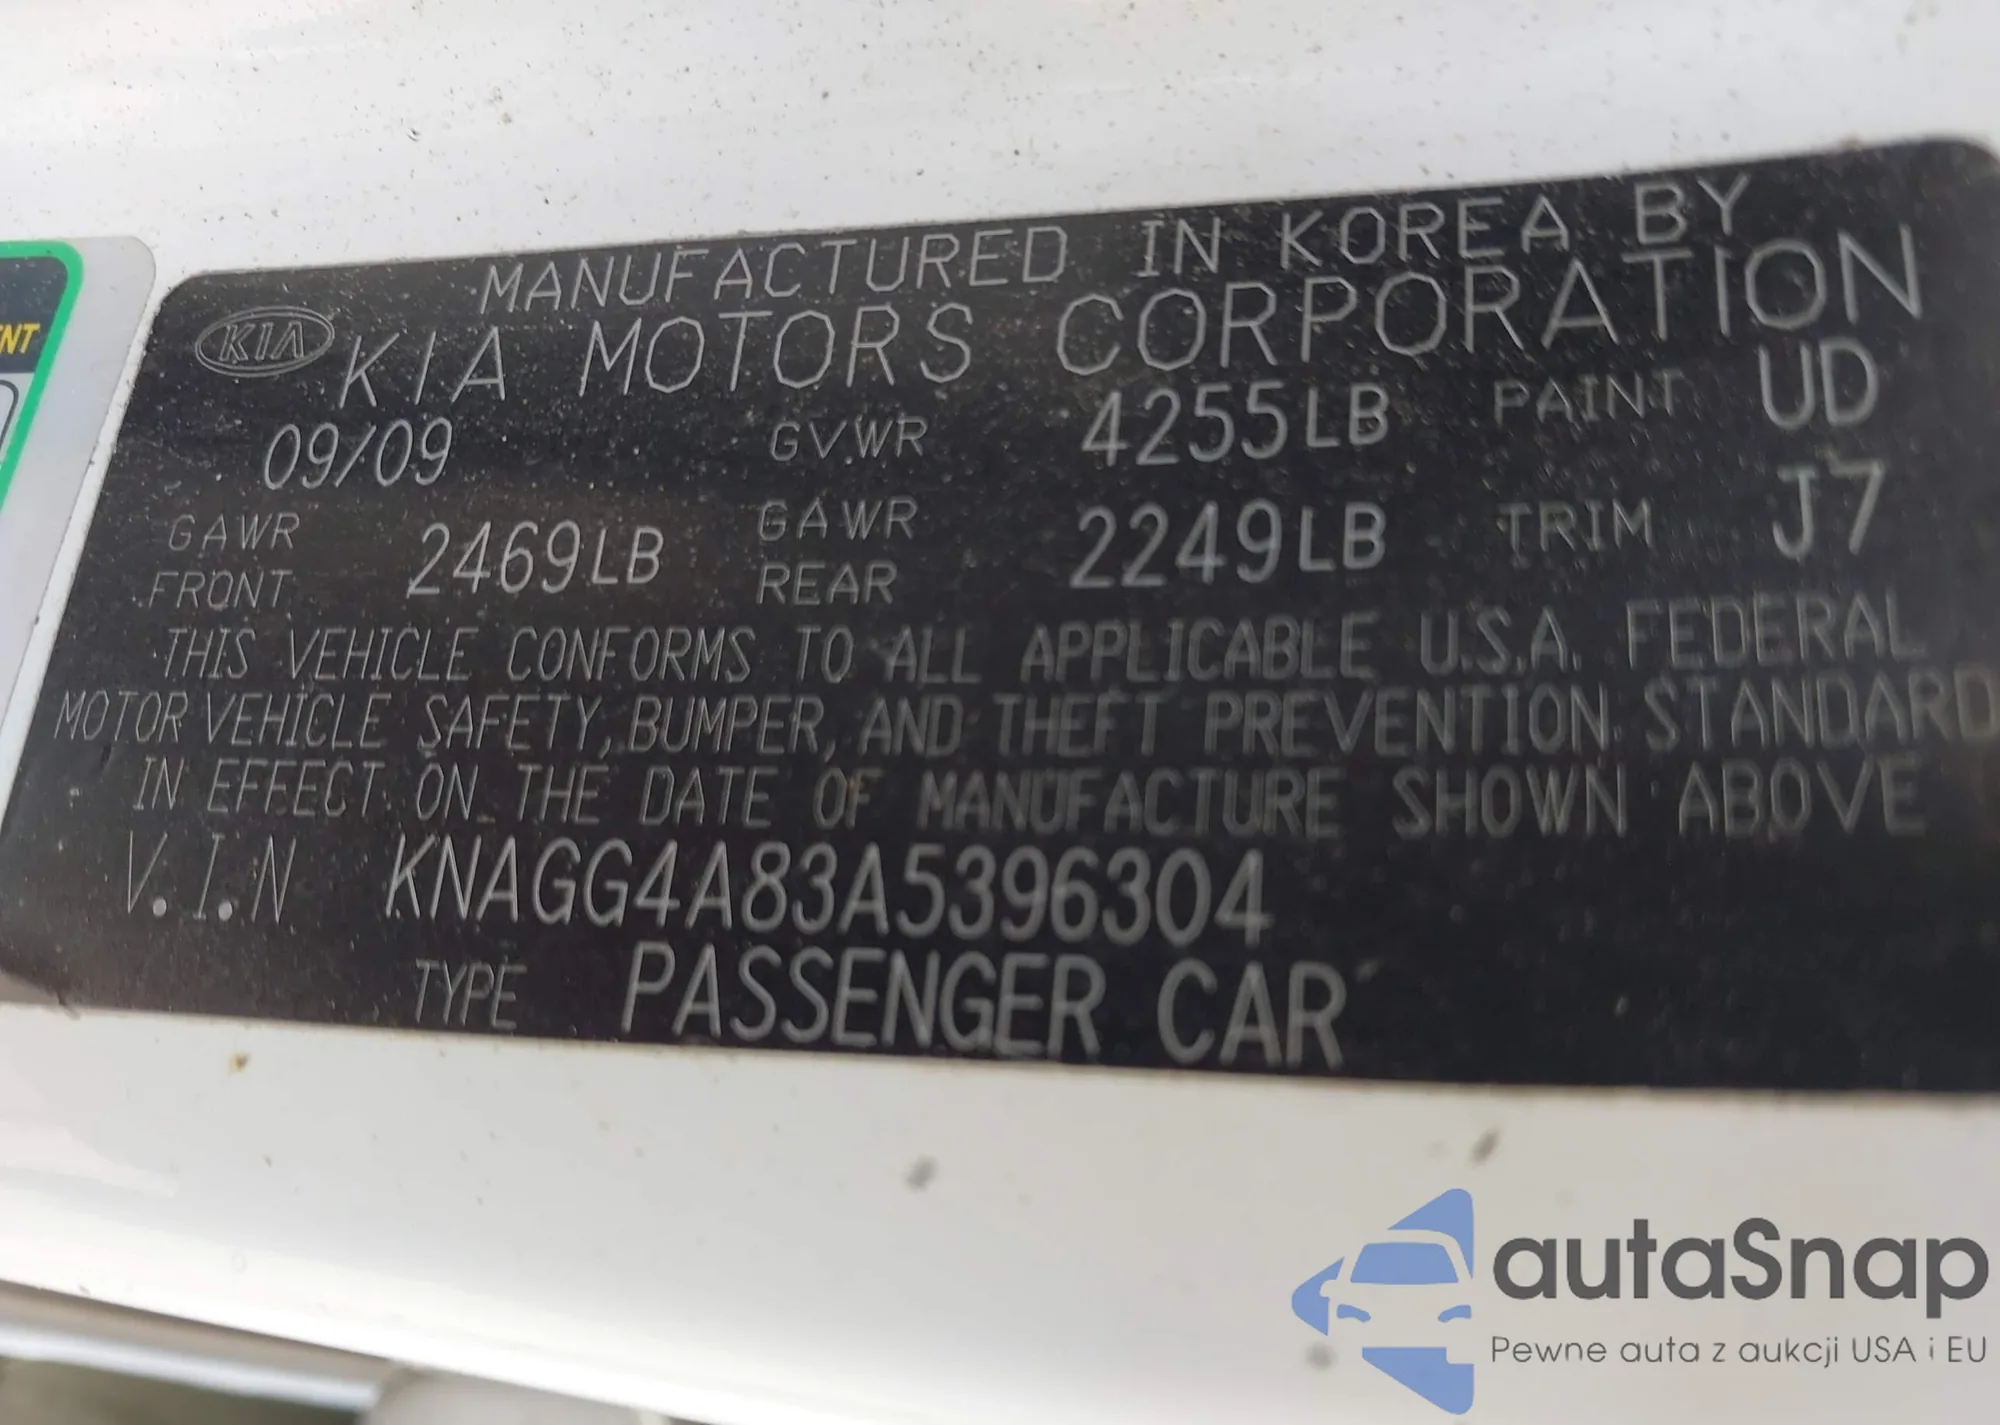 NT
MANUFACTURED IN KOREA BY
KIA KIA MOTORS CORPORATION
09/09 GVWR 4255LB PAINT UD
GAWR FRONT 2469LB GAWR REAR 2249LB TRIM J7
THIS VEHICLE CONFORMS TO ALL APPLICABLE U.S.A. FEDERAL
MOTOR VEHICLE SAFETY, BUMPER, AND THEFT PREVENTION STANDARD
IN EFFECT ON THE DATE OF MANUFACTURE SHOWN ABOVE
V.I.N KNAGG4A83A5396304
TYPE PASSENGER CAR
autaSnap
Pewne auta z aukcji USA i EU